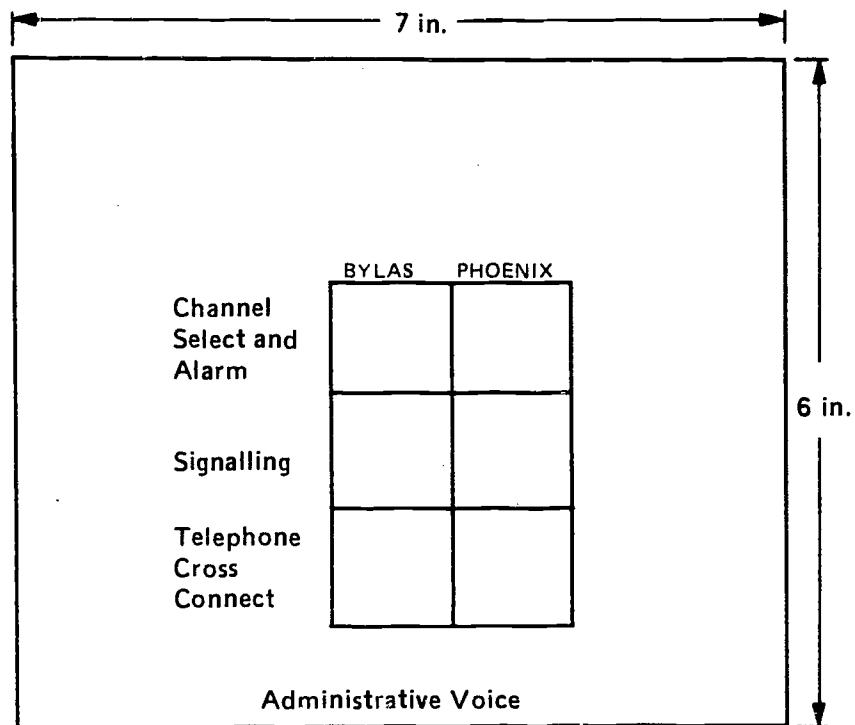 7 in.
BYLAS PHOENIX
Channel
Select and
Alarm
6 in.
Signalling
Telephone
Cross
Connect
Administrative Voice